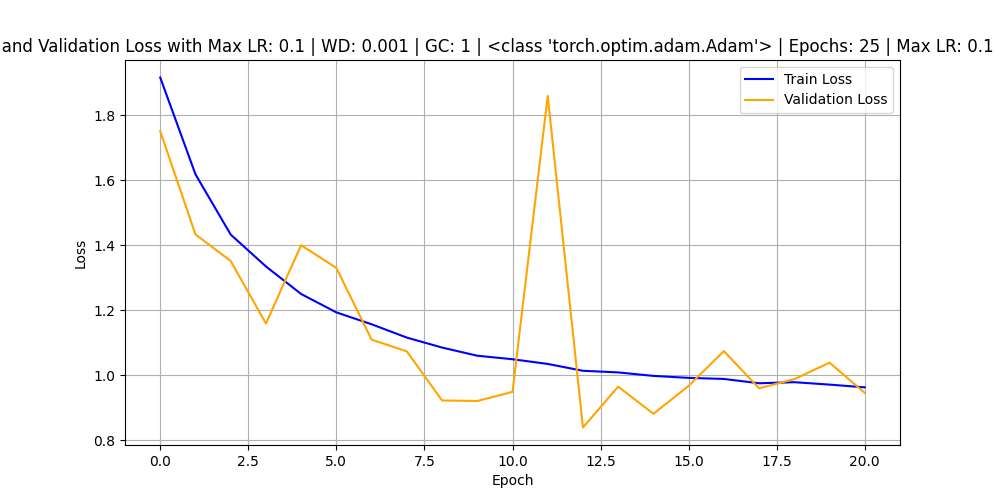 and Validation Loss with Max LR: 0.1 | WD: 0.001 | GC: 1 | <class 'torch.optim.adam.Adam'> | Epochs: 25 | Max LR: 0.1
Train Loss
Validation Loss
1.8
1.6
1.4
1.2
1.0
0.8
Loss
0.0 2.5 5.0 7.5 10.0 12.5 15.0 17.5 20.0
Epoch